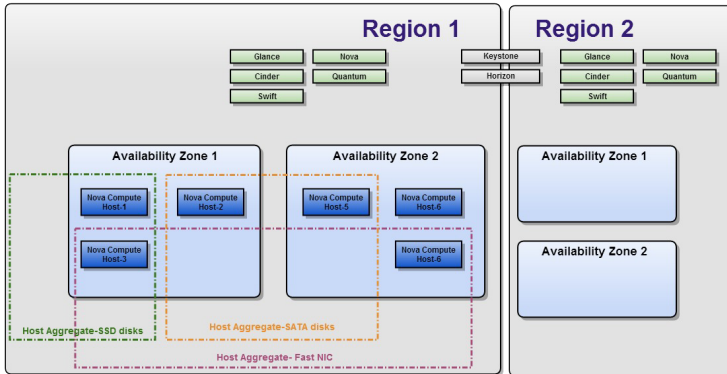 Region 1
Region 2
Glance
Nova
Keystone
Glance
Nova
Cinder
Quantum
Horizon
Cinder
Quantum
Swift
Swift
Availability Zone 1
Availability Zone 2
Availability Zone 1
Nova Compute
Host-1
Nova Compute
Host-2
Nova Compute
Host-5
Nova Compute
Host-6
Nova Compute
Host-3
Nova Compute
Host-6
Availability Zone 2
Host Aggregate-SSD disks
Host Aggregate-SATA disks
Host Aggregate- Fast NIC